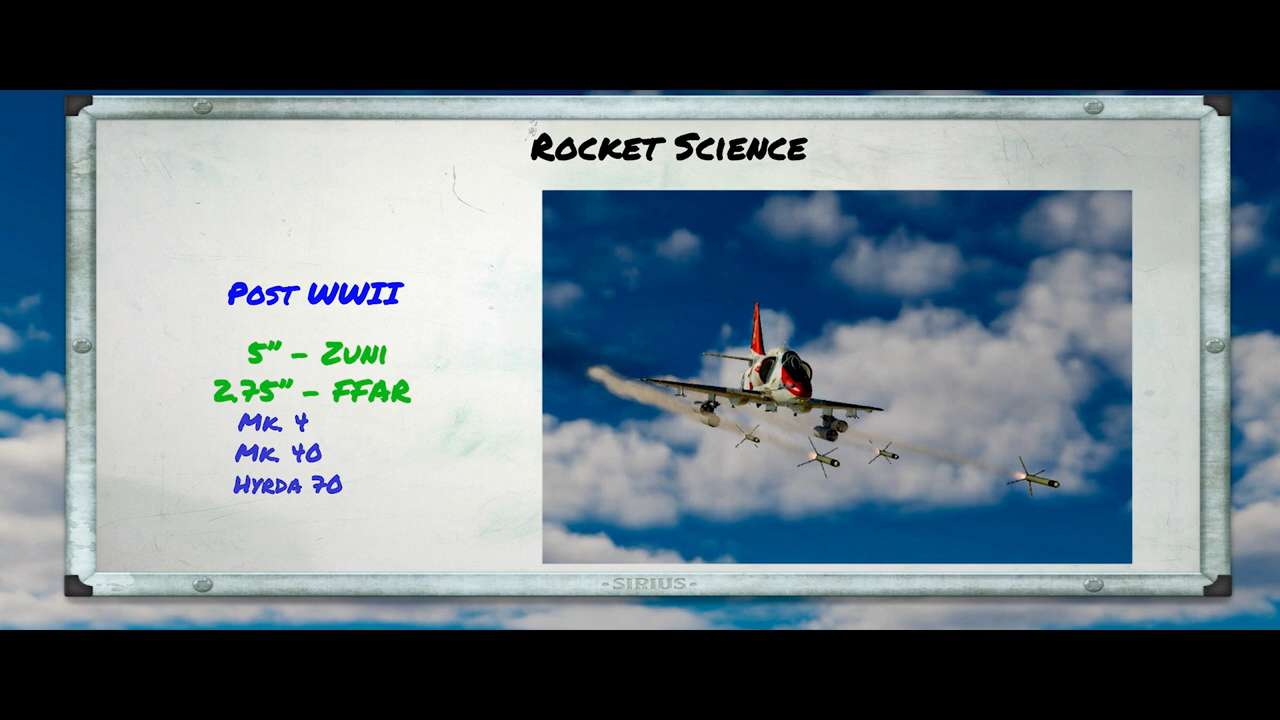 Rocket Science
Post WWII
5" - Zuni
2.75" - FFAR
Mk. 4
Mk. 40
Hyrda 70
-SIRIUS-